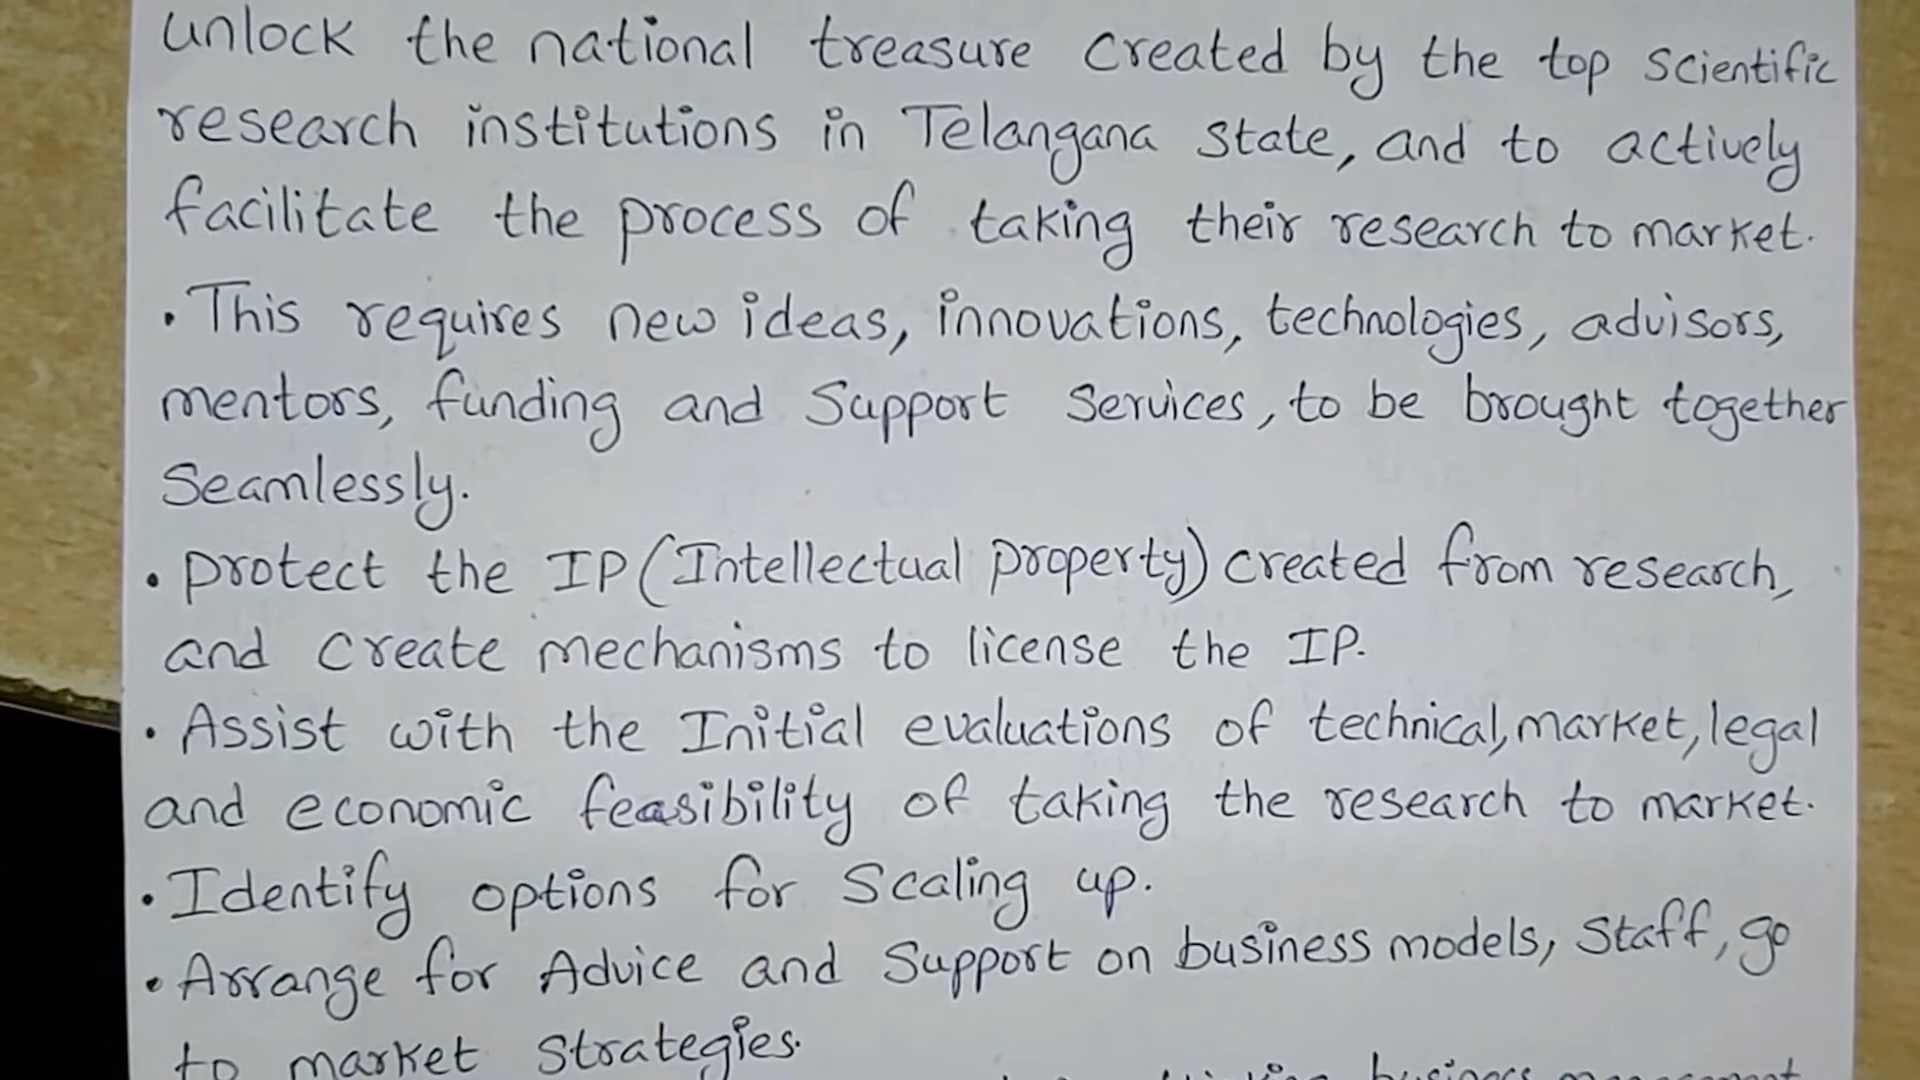 unlock the national treasure created by the top scientific
research institutions in Telangana state, and to actively
facilitate the process of taking their research to market.
• This requires new ideas, innovations, technologies, advisors,
mentors, funding and Support Services, to be brought together
Seamlessly.
• protect the IP (Intellectual property) created from research,
and create mechanisms to license the IP.
• Assist with the Initial evaluations of technical, market, legal
and economic feasibility of taking the research to market.
• Identify options for Scaling up.
• Arrange for Advice and Support on business models, Staff, go
to market Strategies.
business management